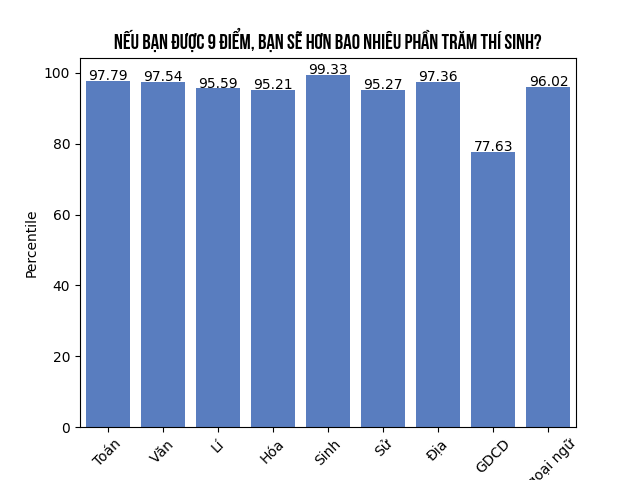 NẾU BẠN ĐƯỢC 9 ĐIỂM, BẠN SẼ HƠN BAO NHIÊU PHẦN TRĂM THÍ SINH?
100
80
60
40
20
0
Percentile
97.79
97.54
95.59
95.21
99.33
95.27
97.36
77.63
96.02
Toán
Văn
Lí
Hóa
Sinh
Sử
Địa
GDCD
ngữ